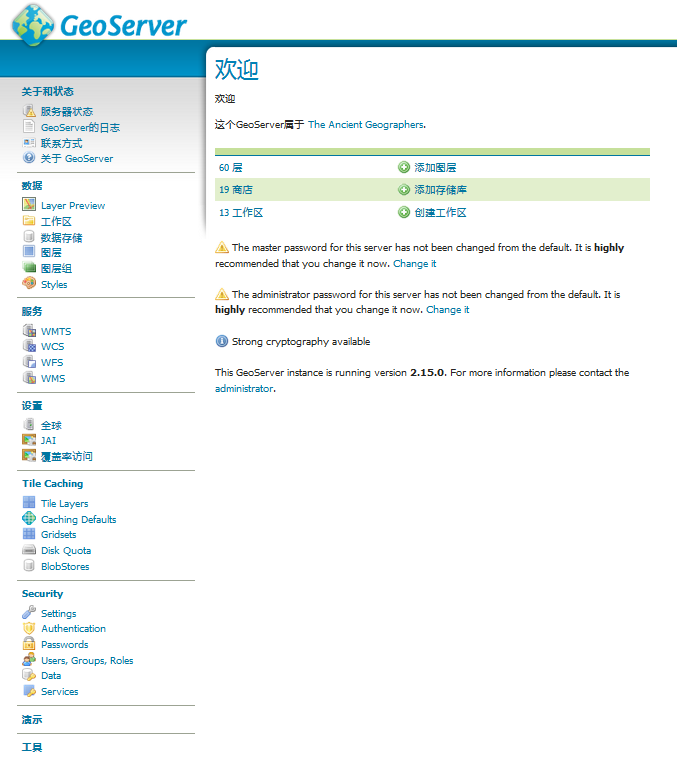 GeoServer
欢迎
欢迎
这个GeoServer属于 The Ancient Geographers.
60 层 添加图层
19 商店 添加存储库
13 工作区 创建工作区
The master password for this server has not been changed from the default. It is highly
recommended that you change it now. Change it
The administrator password for this server has not been changed from the default. It is
highly recommended that you change it now. Change it
Strong cryptography available
This GeoServer instance is running version 2.15.0. For more information please contact the
administrator.
关于和状态
服务器状态
GeoServer的日志
联系方式
关于 GeoServer
数据
Layer Preview
工作区
数据存储
图层
图层组
Styles
服务
WMTS
WCS
WFS
WMS
设置
全球
JAI
覆盖率访问
Tile Caching
Tile Layers
Caching Defaults
Gridsets
Disk Quota
BlobStores
Security
Settings
Authentication
Passwords
Users, Groups, Roles
Data
Services
演示
工具